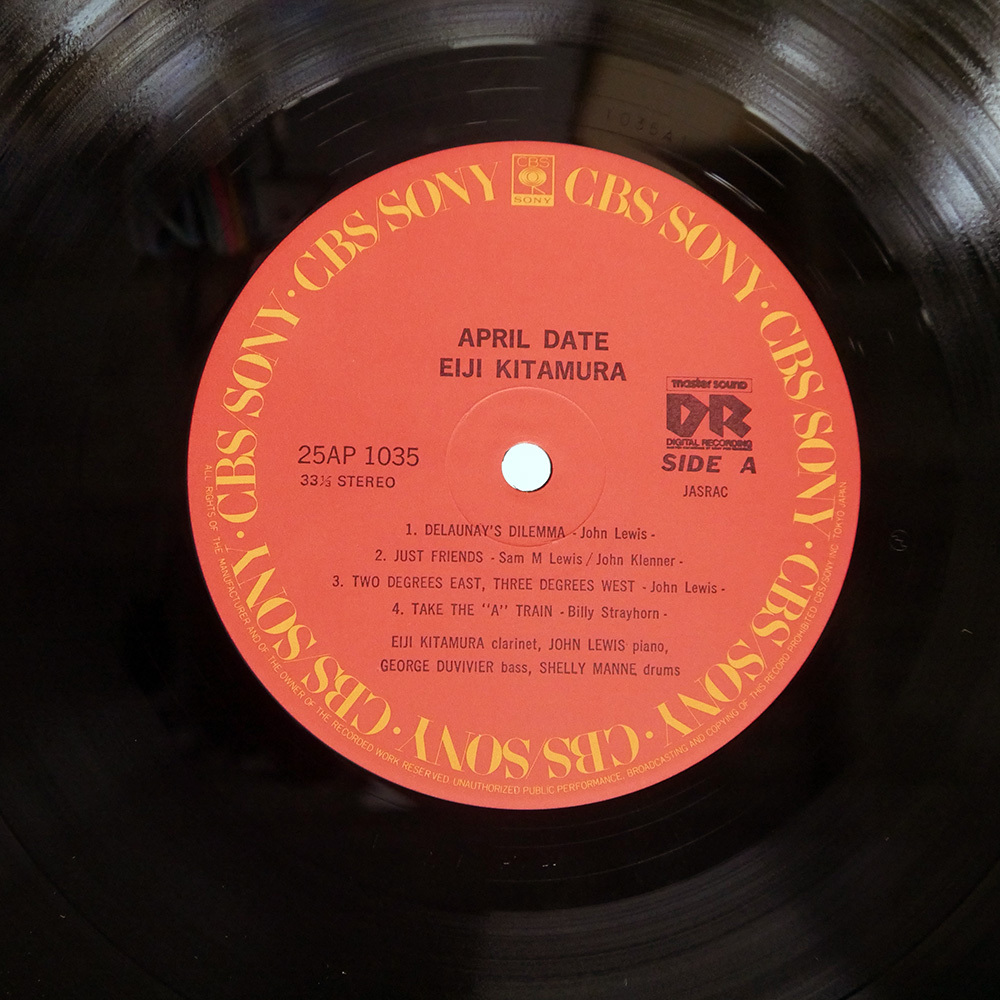 1035A
CBS
SONY
CBS/SONY · CBS/SONY · CBS/SONY · CBS/SONY · CBS/SONY · CBS/SONY · CBS/SONY · CBS/SONY
APRIL DATE
EIJI KITAMURA
master sound
DR
DIGITAL RECORDING
25AP 1035
SIDE A
33⅓ STEREO
JASRAC
1. DELAUNAY'S DILEMMA - John Lewis -
2. JUST FRIENDS - Sam M Lewis / John Klenner -
3. TWO DEGREES EAST, THREE DEGREES WEST - John Lewis -
4. TAKE THE "A" TRAIN - Billy Strayhorn -
EIJI KITAMURA clarinet, JOHN LEWIS piano,
GEORGE DUVIVIER bass, SHELLY MANNE, drums
ALL RIGHTS OF THE MANUFACTURER AND OF THE OWNER OF THE RECORDED WORK RESERVED UNAUTHORIZED PUBLIC PERFORMANCE, BROADCASTING AND COPYING OF THIS RECORD PROHIBITED CBS/SONY INC TOKYO JAPAN